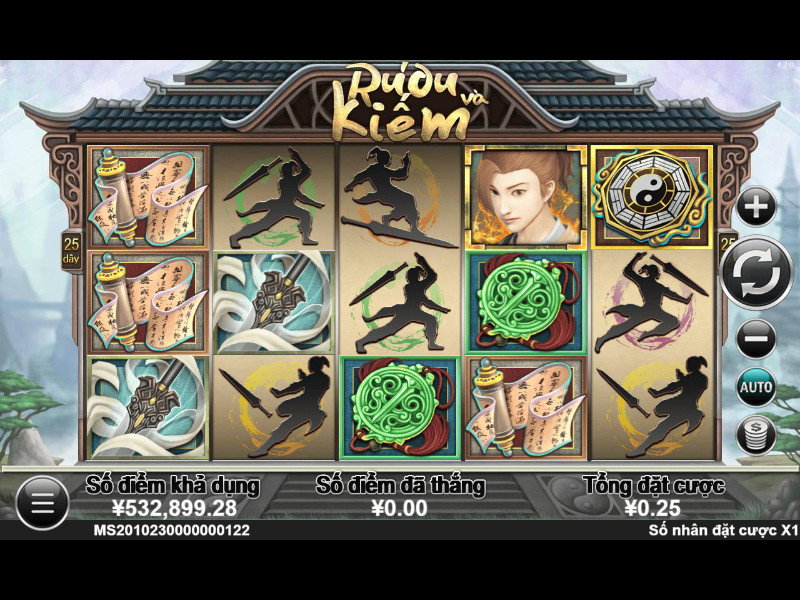 Rượu
và
Kiếm
25
dây
25
AUTO
Số điểm khả dụng
Số điểm đã thắng
Tổng đặt cược
¥532,899.28
¥0.00
¥0.25
MS2010230000000122
Số nhân đặt cược X1